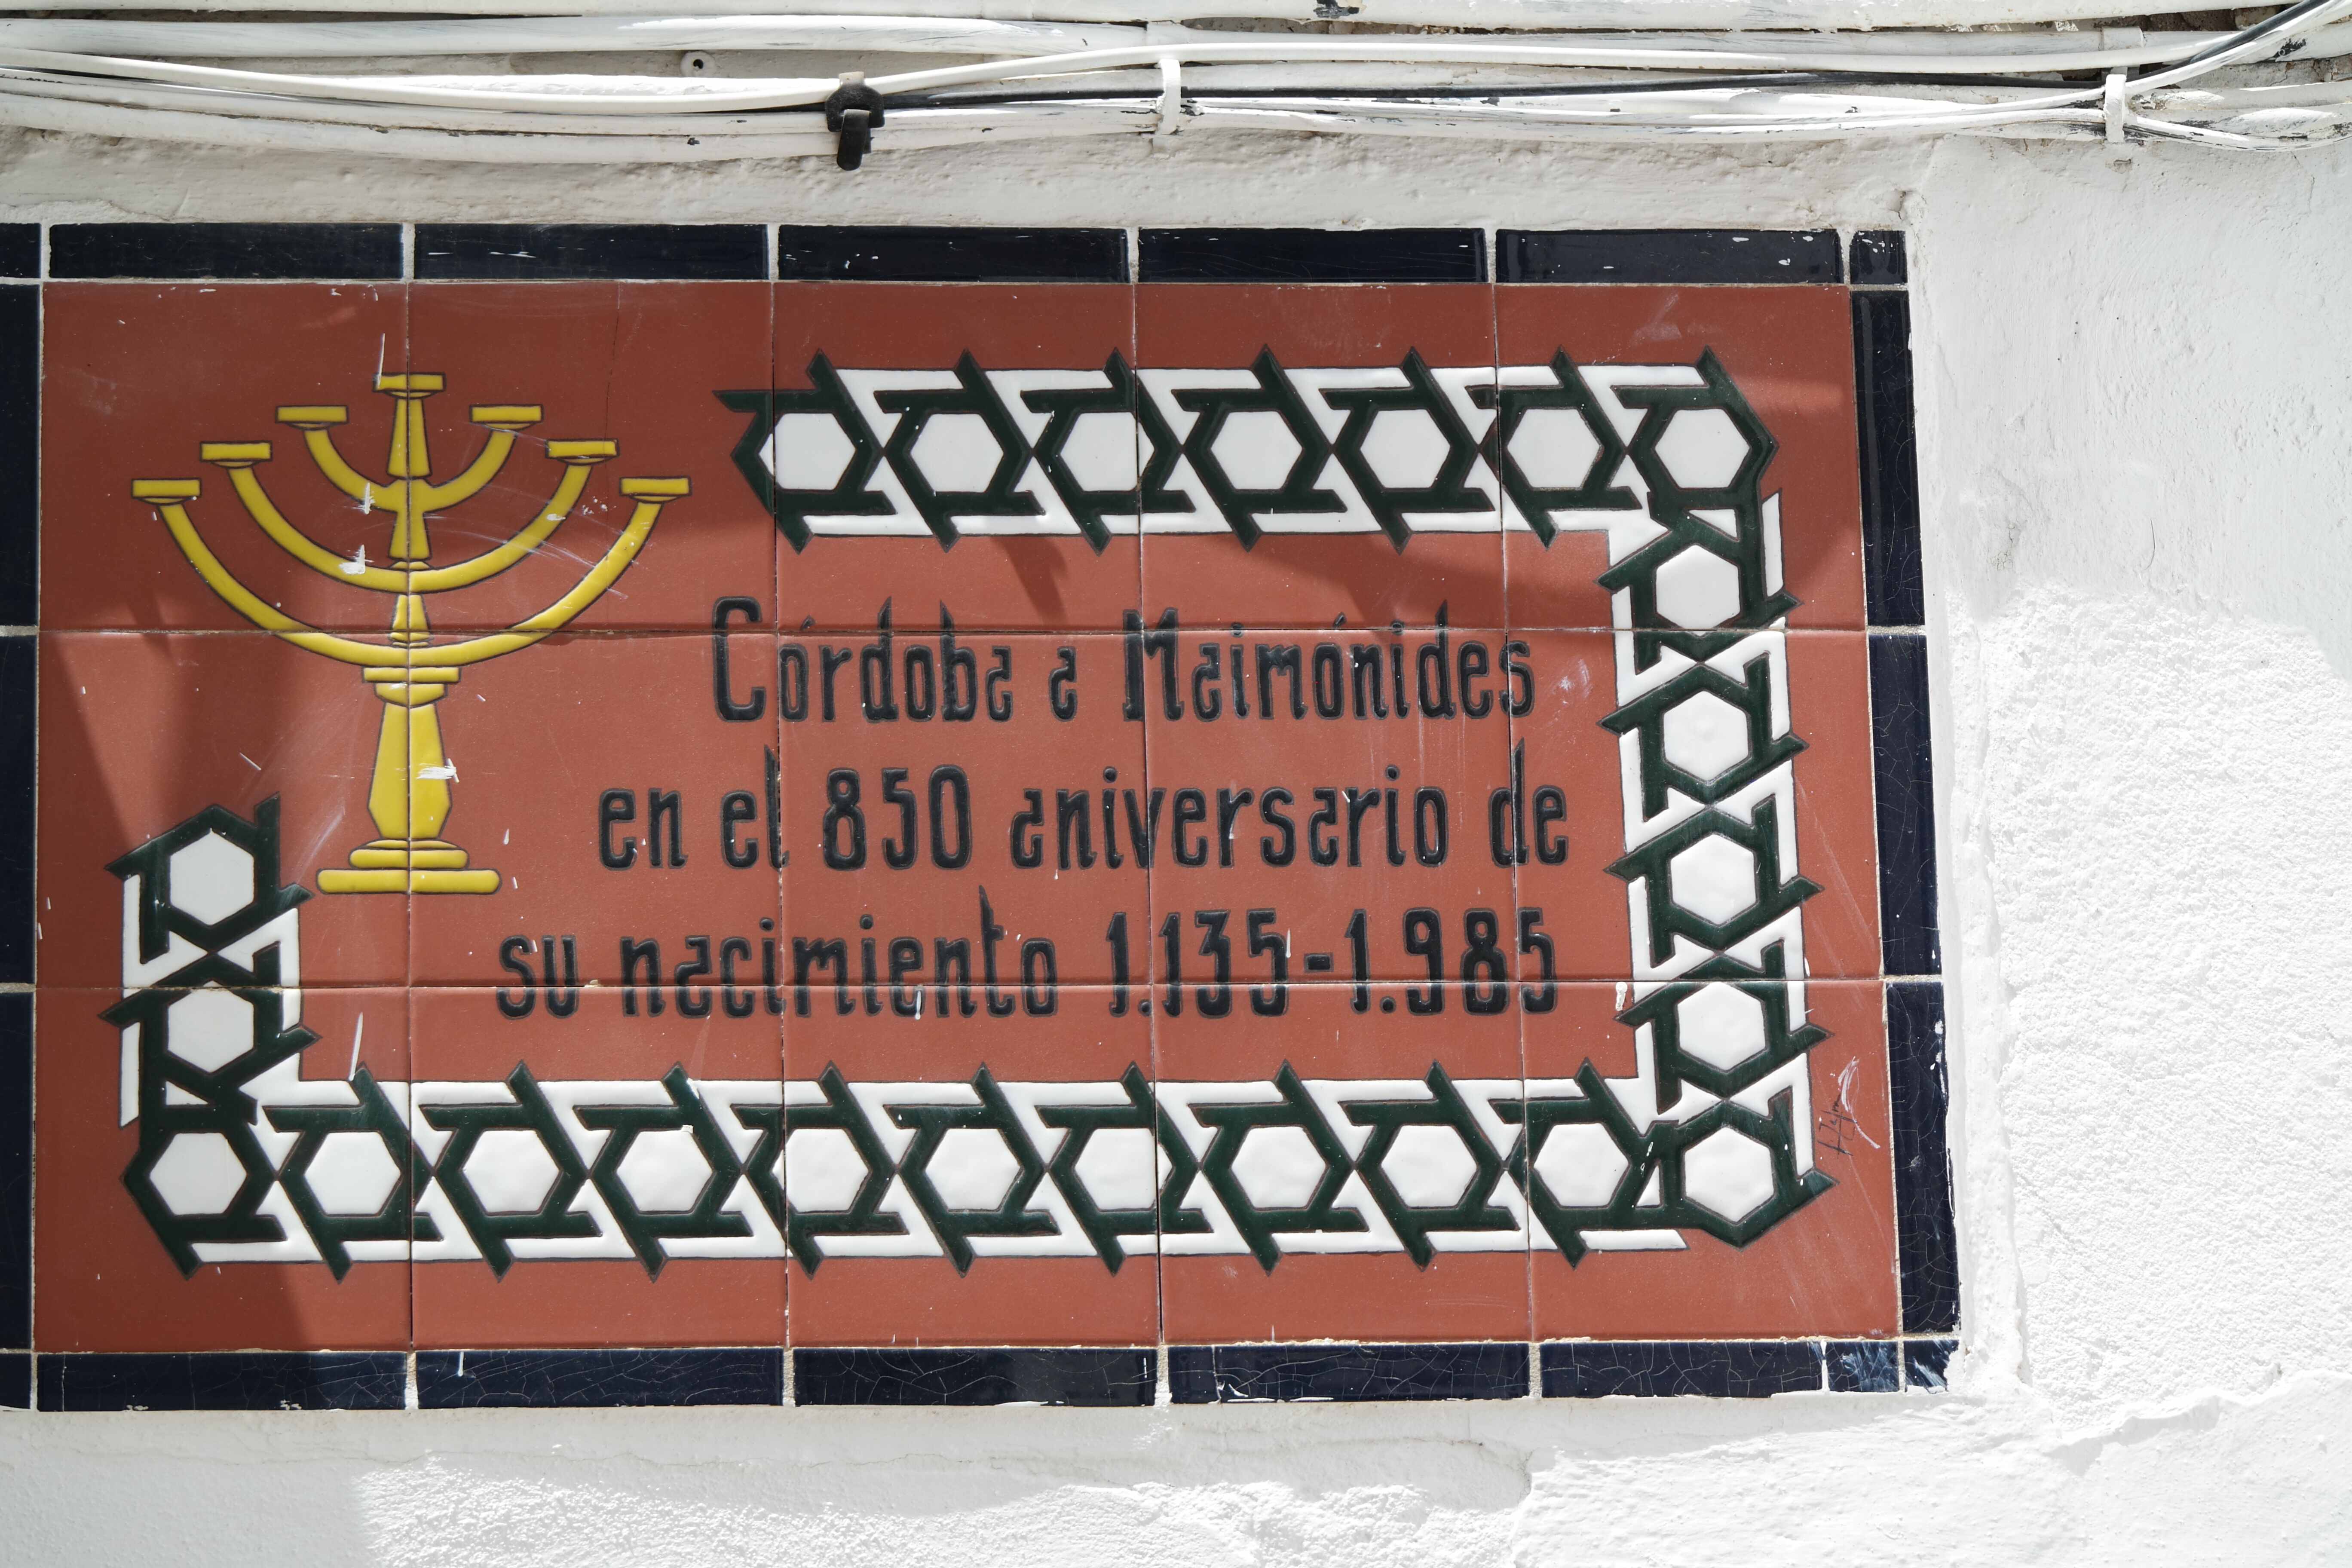 Córdoba a Maimónides
en el 850 aniversario de
su nacimiento 1.135-1.985